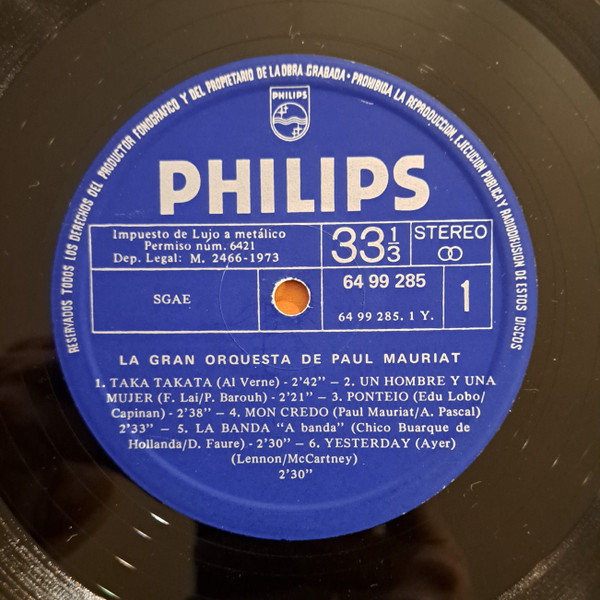 RESERVADOS TODOS LOS DERECHOS DEL PRODUCTOR FONOGRAFICO Y DEL PROPIETARIO DE LA OBRA GRABADA · PROHIBIDA LA REPRODUCCION, EJECUCION PUBLICA Y RADIODIFUSION DE ESTOS DISCOS
PHILIPS
PHILIPS
Impuesto de Lujo a metálico
Permiso núm. 6421
Dep. Legal: M. 2466-1973
33 1/3
STEREO
SGAE
64 99 285
64 99 285. 1 Y.
1
LA GRAN ORQUESTA DE PAUL MAURIAT
1. TAKA TAKATA (Al Verne) - 2'42" – 2. UN HOMBRE Y UNA
MUJER (F. Lai/P. Barouh) - 2'21" – 3. PONTEIO (Edu Lobo/
Capinan) - 2'38" – 4. MON CREDO (Paul Mauriat/A. Pascal)
2'33" – 5. LA BANDA "A banda" (Chico Buarque de
Hollanda/D. Faure) - 2'30" – 6. YESTERDAY (Ayer)
(Lennon/McCartney)
2'30"